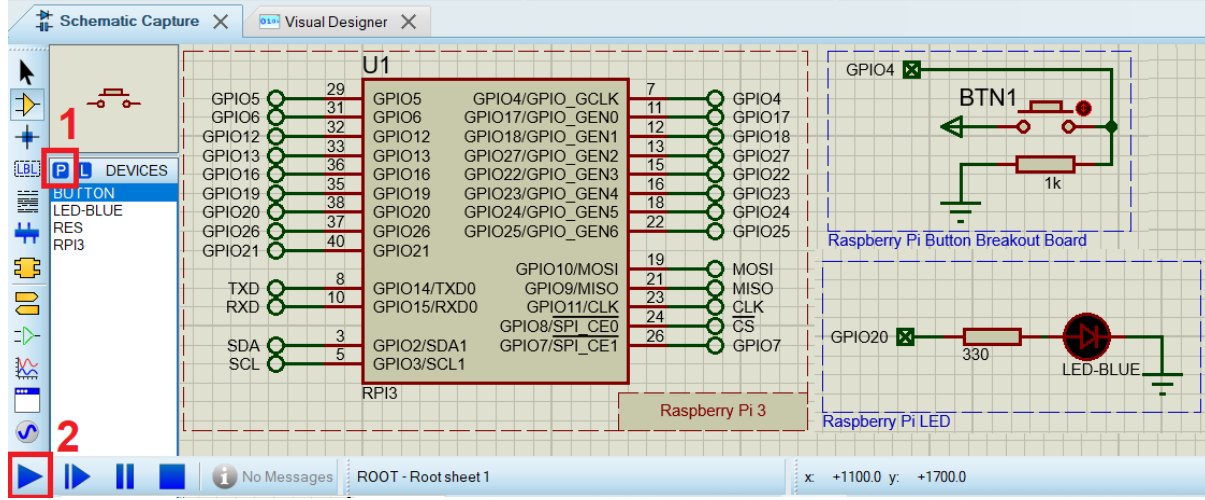 Schematic Capture
Visual Designer
1
P L DEVICES
BUTTON
LED-BLUE
RES
RPI3
LBL
U1
GPIO5 29 GPIO5 GPIO4/GPIO_GCLK 7 GPIO4
GPIO6 31 GPIO6 GPIO17/GPIO_GEN0 11 GPIO17
GPIO12 32 GPIO12 GPIO18/GPIO_GEN1 12 GPIO18
GPIO13 33 GPIO13 GPIO27/GPIO_GEN2 13 GPIO27
GPIO16 36 GPIO16 GPIO22/GPIO_GEN3 15 GPIO22
GPIO19 35 GPIO19 GPIO23/GPIO_GEN4 16 GPIO23
GPIO20 38 GPIO20 GPIO24/GPIO_GEN5 18 GPIO24
GPIO26 37 GPIO26 GPIO25/GPIO_GEN6 22 GPIO25
GPIO21 40 GPIO21
GPIO10/MOSI 19 MOSI
TXD 8 GPIO14/TXD0 GPIO9/MISO 21 MISO
RXD 10 GPIO15/RXD0 GPIO11/CLK 23 CLK
GPIO8/SPI_CE0 24 CS
SDA 3 GPIO2/SDA1 GPIO7/SPI_CE1 26 GPIO7
SCL 5 GPIO3/SCL1
RPI3
Raspberry Pi 3
GPIO4
BTN1
1k
Raspberry Pi Button Breakout Board
GPIO20
330
LED-BLUE
Raspberry Pi LED
2
No Messages
ROOT - Root sheet 1
x: +1100.0 y: +1700.0